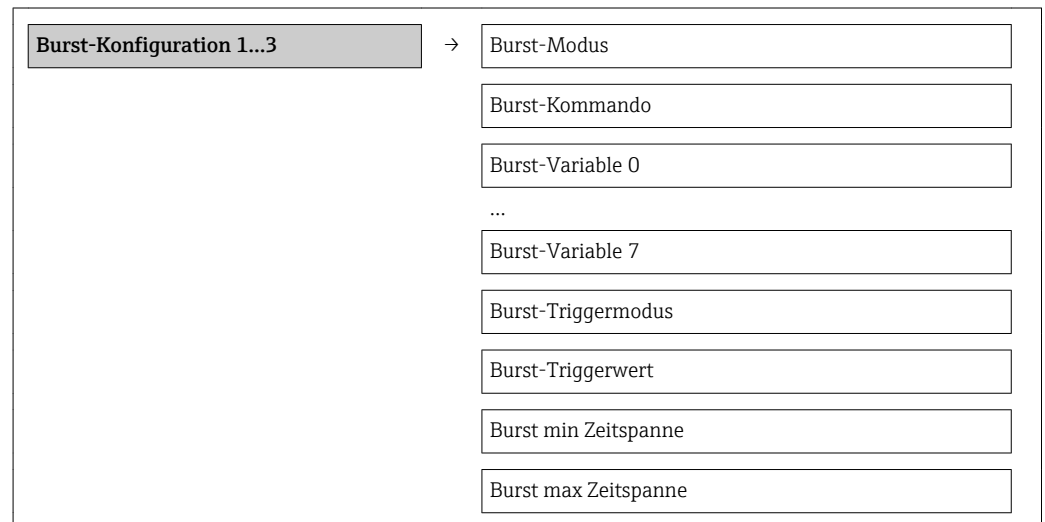 Burst-Konfiguration 1…3 → Burst-Modus
Burst-Kommando
Burst-Variable 0
…
Burst-Variable 7
Burst-Triggermodus
Burst-Triggerwert
Burst min Zeitspanne
Burst max Zeitspanne